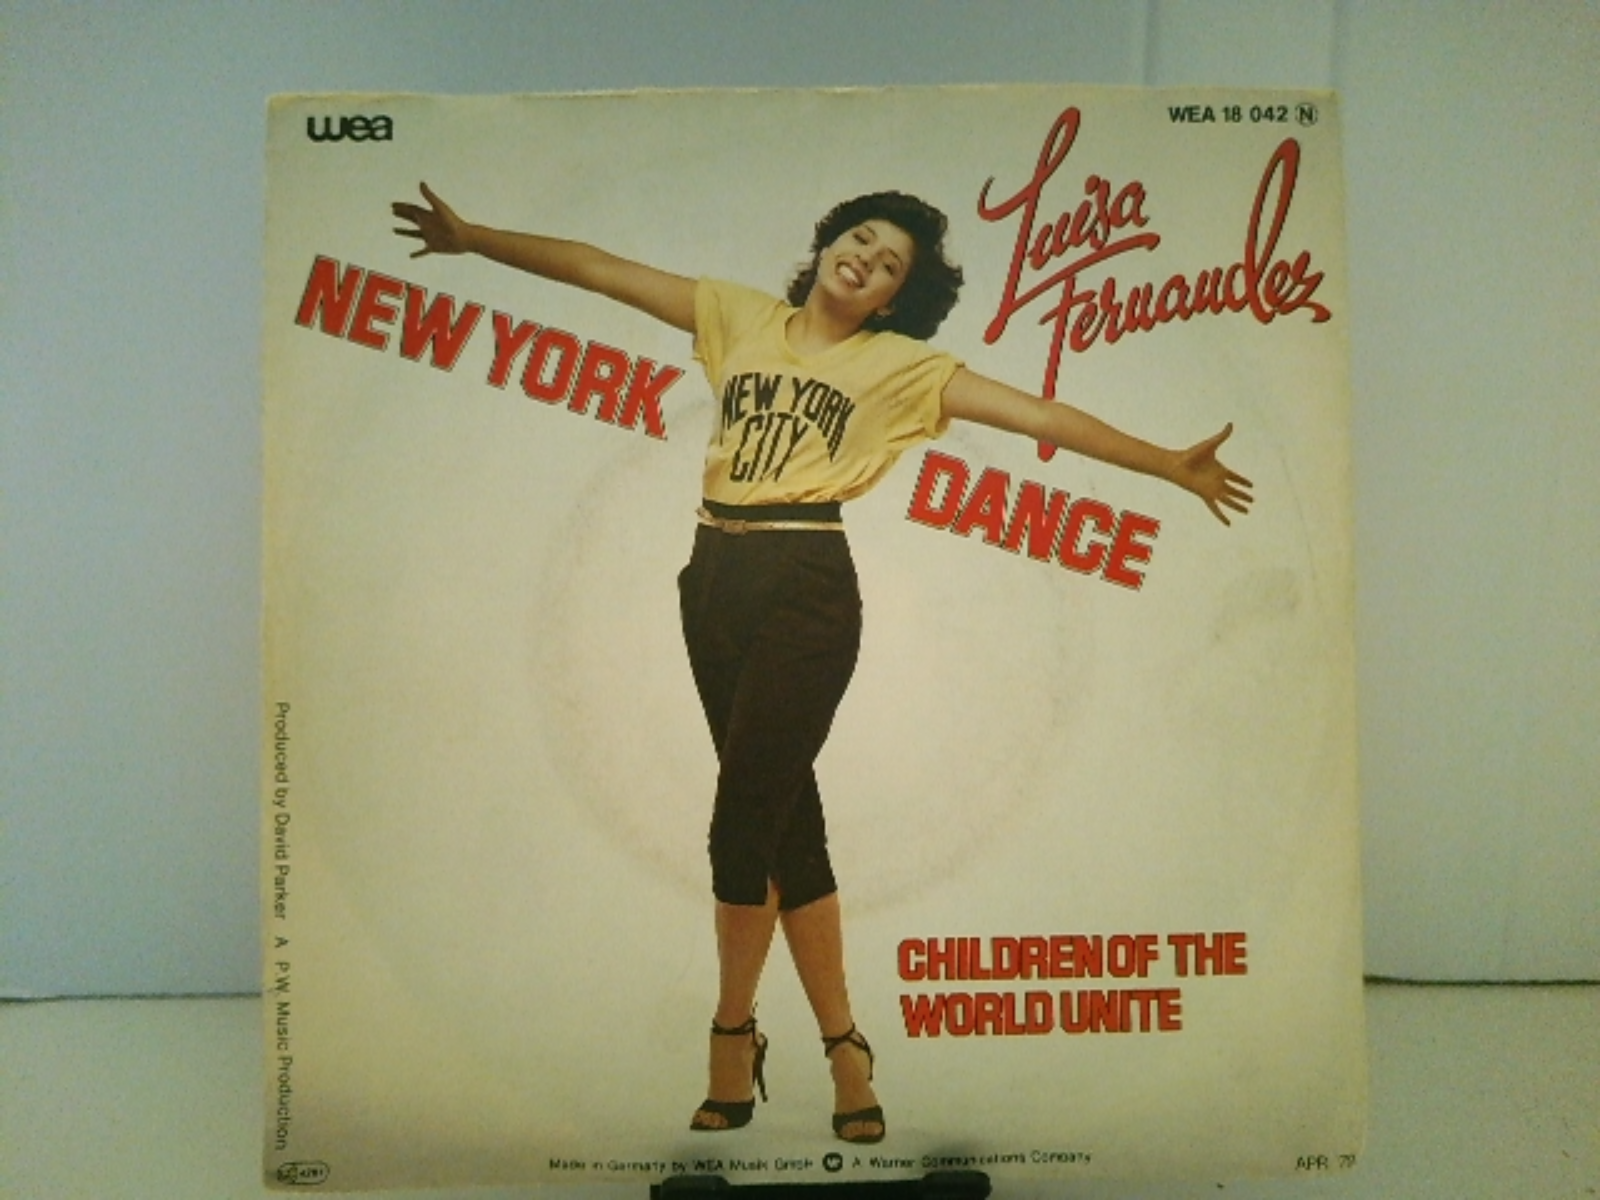 wea
WEA 18 042 Ⓝ
Luisa
Fernandez
NEW YORK
DANCE
NEW YORK
CITY
CHILDREN OF THE
WORLD UNITE
Produced by David Parker A P.W. Music Production
Made in Germany by WEA Musik GmbH A Warner Communications Company
APR.